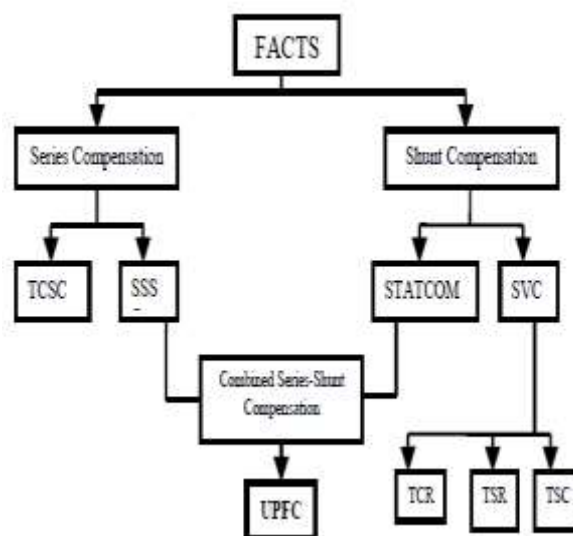 FACTS
Series Compensation
Shunt Compensation
TCSC
SSS
STATCOM
SVC
Combined Series-Shunt
Compensation
UPFC
TCR
TSR
TSC